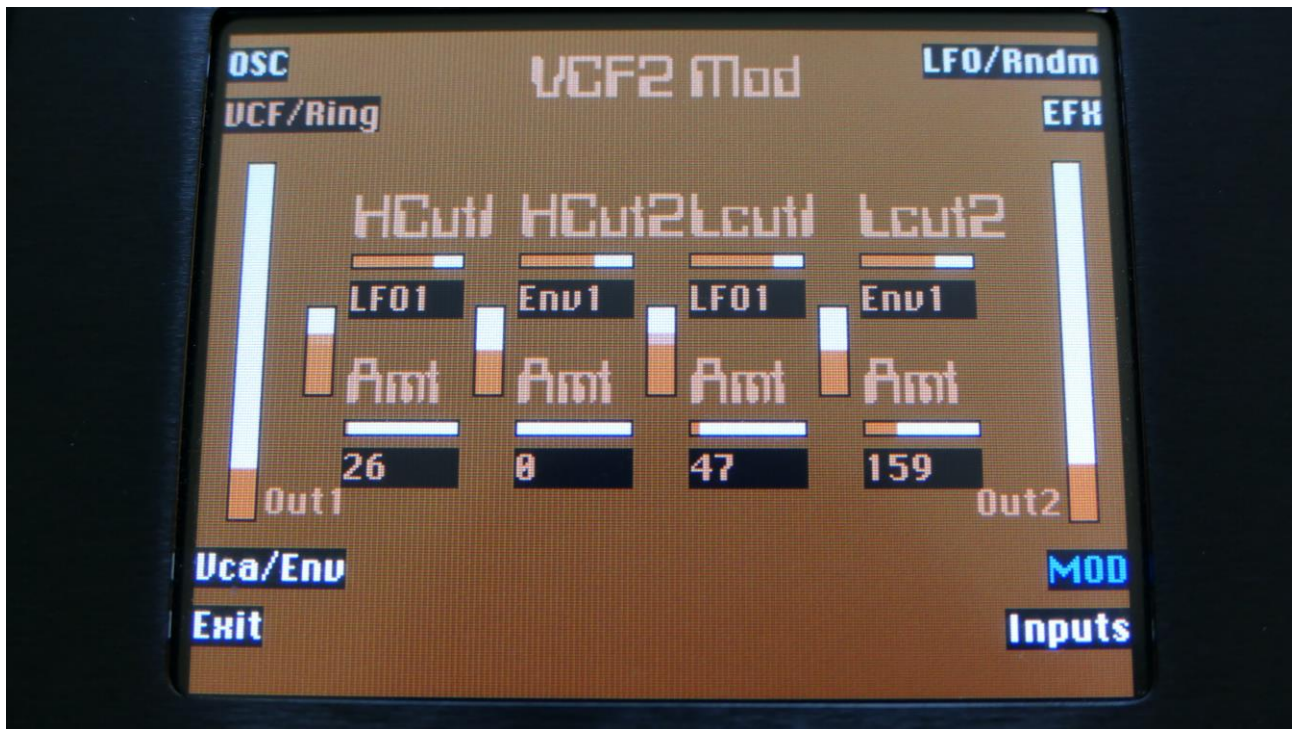 OSC VCF2 Mod LFO/Rndm
VCF/Ring EFX
HCut1 HCut2 Lcut1 Lcut2
LFO1 Env1 LFO1 Env1
Amt Amt Amt Amt
26 0 47 159
Out1 Out2
Vca/Env MOD
Exit Inputs